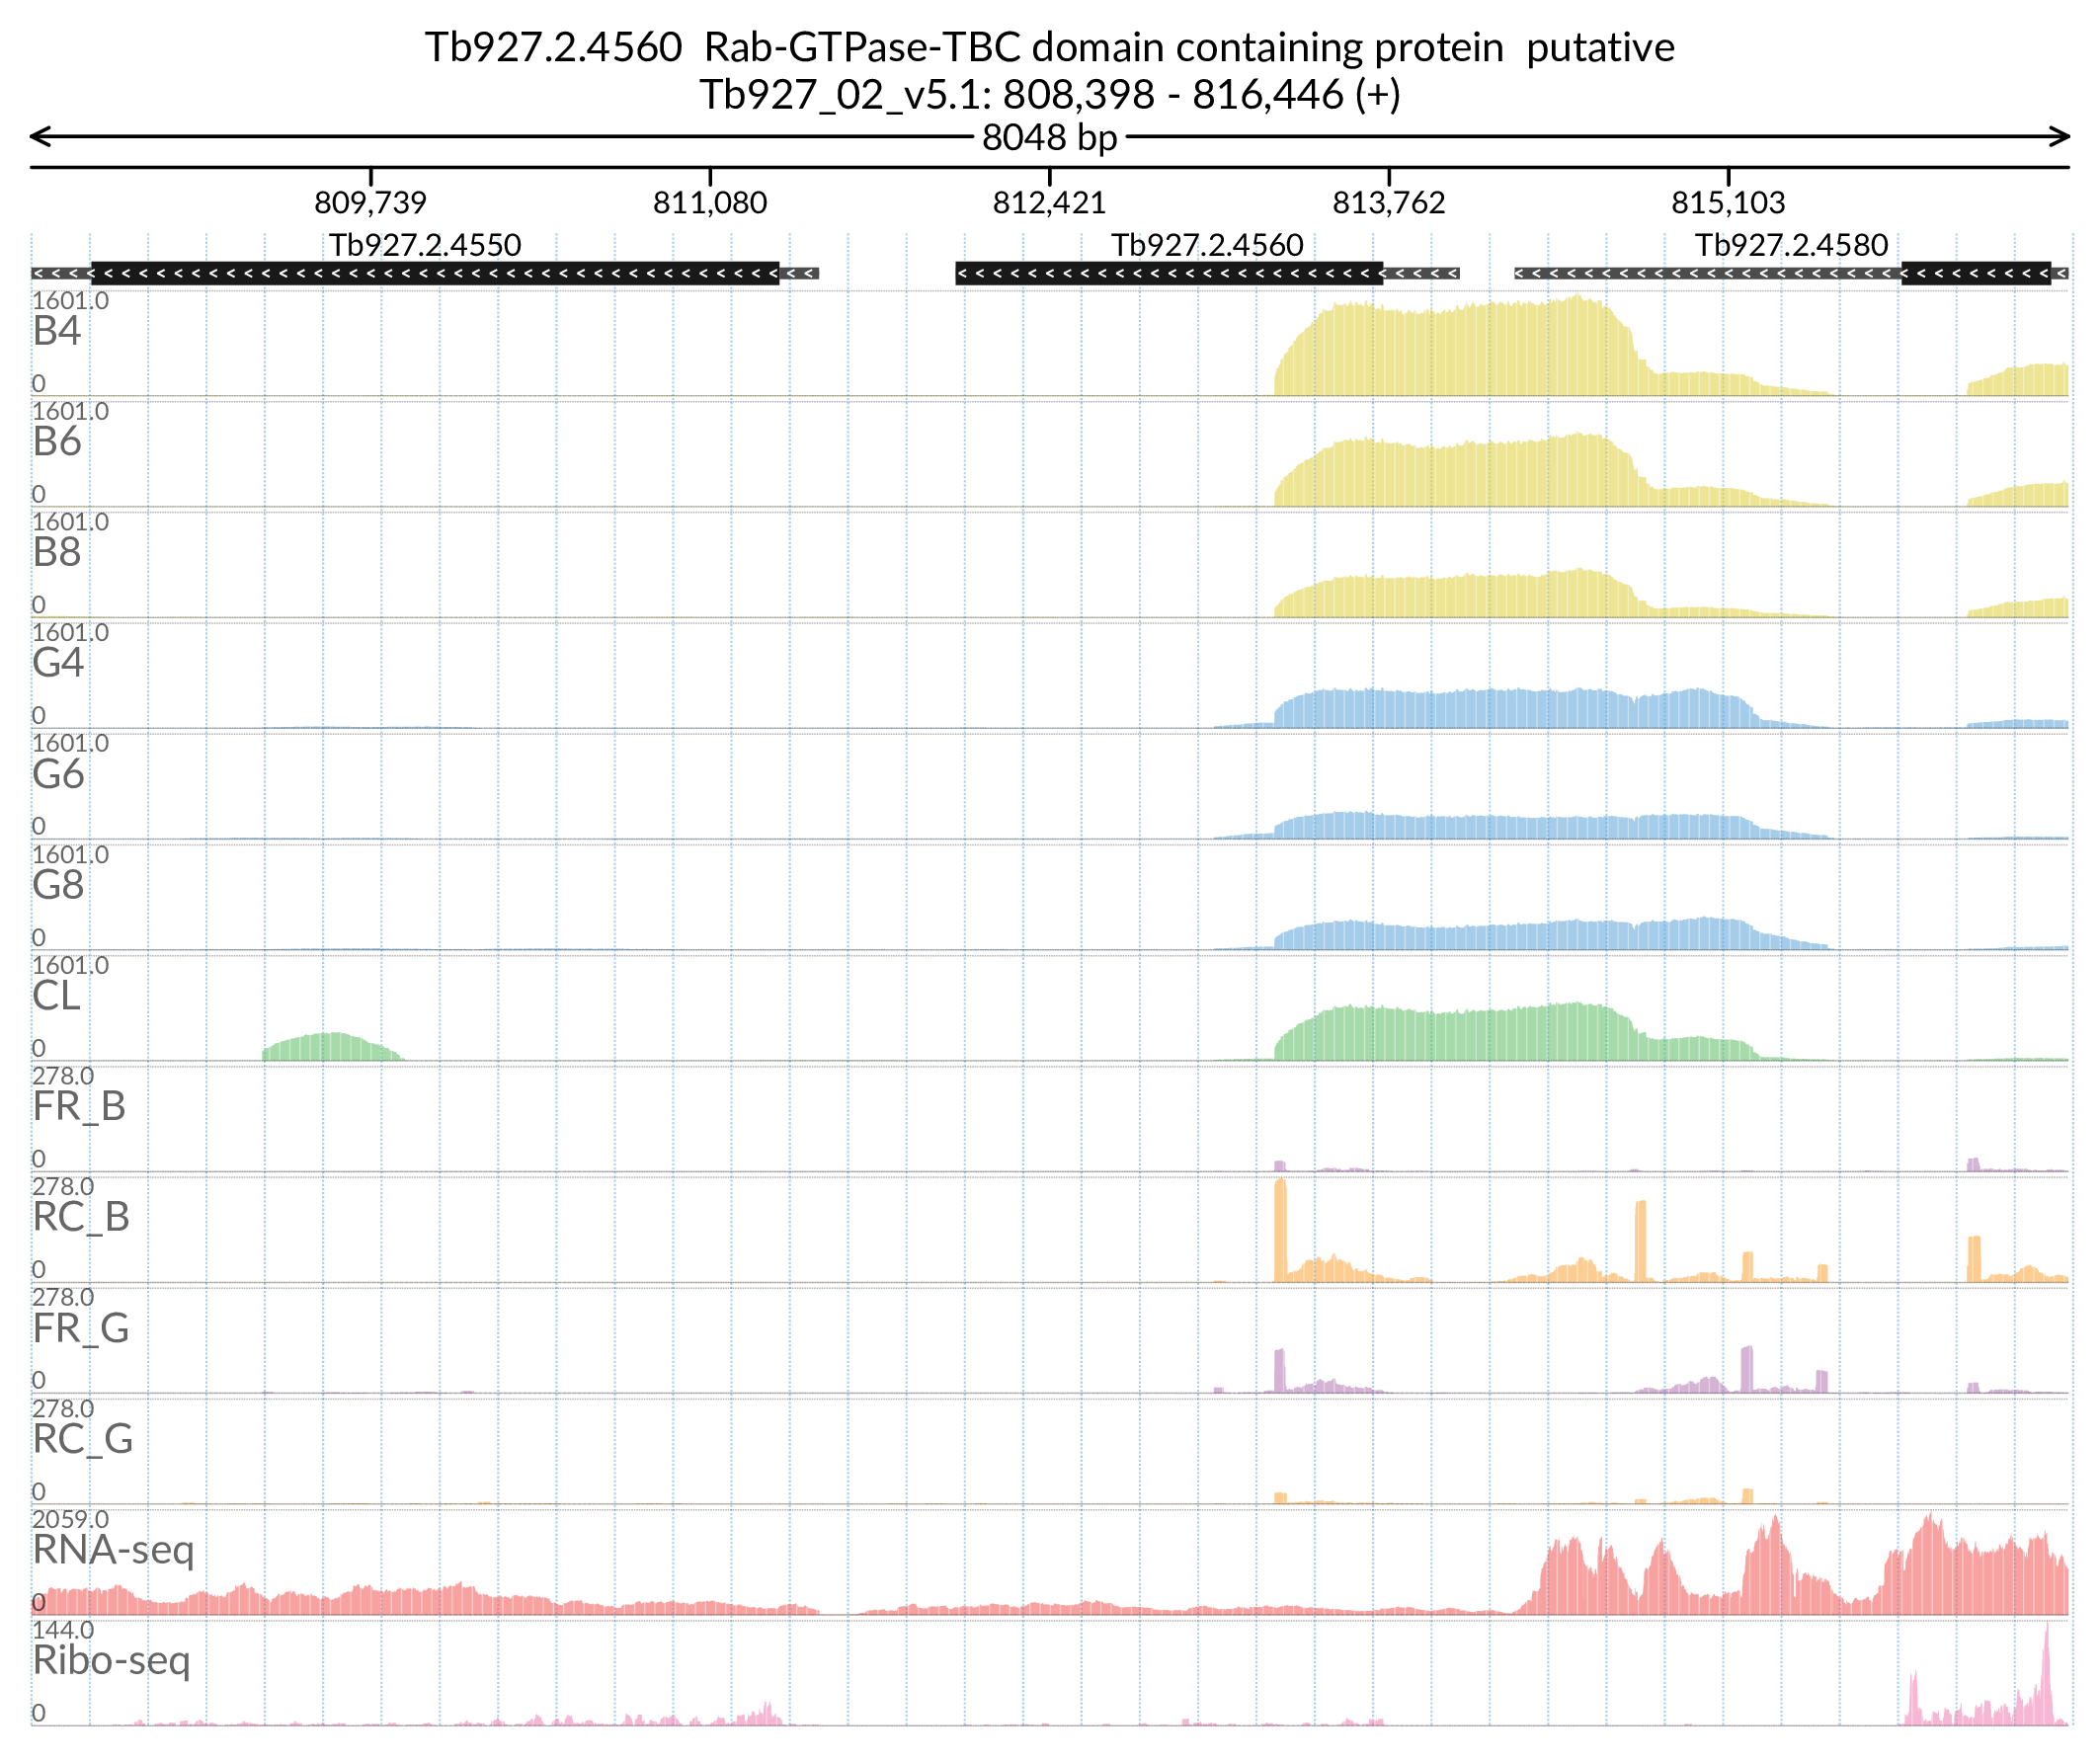 Tb927.2.4560  Rab-GTPase-TBC domain containing protein  putative
Tb927_02_v5.1: 808,398 - 816,446 (+)
8048 bp
809,739 811,080 812,421 813,762 815,103
Tb927.2.4550 Tb927.2.4560 Tb927.2.4580
1601.0
B4
0
1601.0
B6
0
1601.0
B8
0
1601.0
G4
0
1601.0
G6
0
1601.0
G8
0
1601.0
CL
0
278.0
FR_B
0
278.0
RC_B
0
278.0
FR_G
0
278.0
RC_G
0
2059.0
RNA-seq
0
144.0
Ribo-seq
0